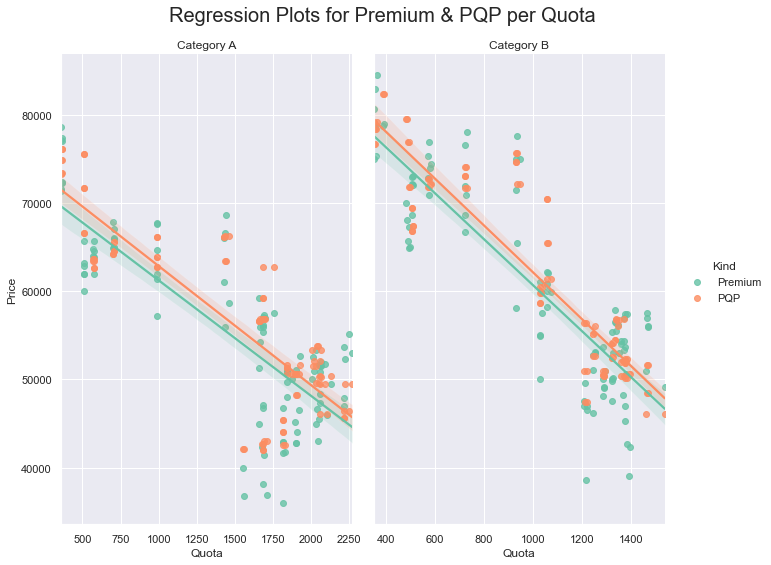 Regression Plots for Premium & PQP per Quota
Category A
Category B
Price
80000
70000
60000
50000
40000
500 750 1000 1250 1500 1750 2000 2250
Quota
400 600 800 1000 1200 1400
Quota
Kind
Premium
PQP